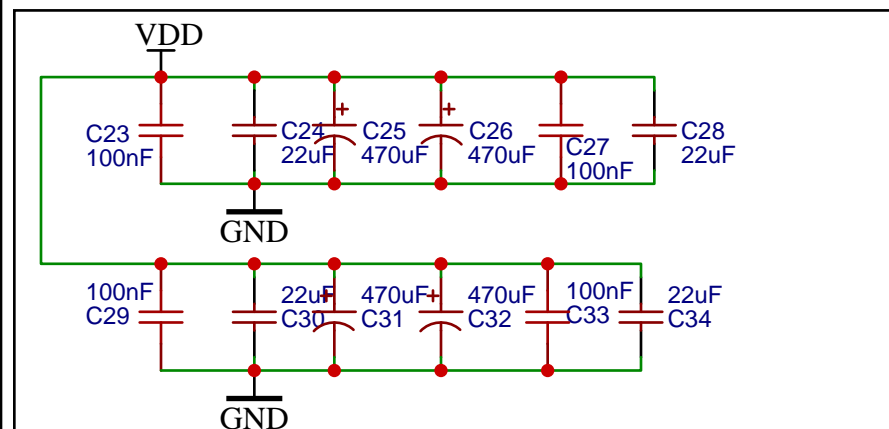 VDD
C23
100nF
C24
22uF
C25
470uF
C26
470uF
C27
100nF
C28
22uF
GND
100nF
C29
22uF
C30
470uF
C31
470uF
C32
100nF
C33
22uF
C34
GND